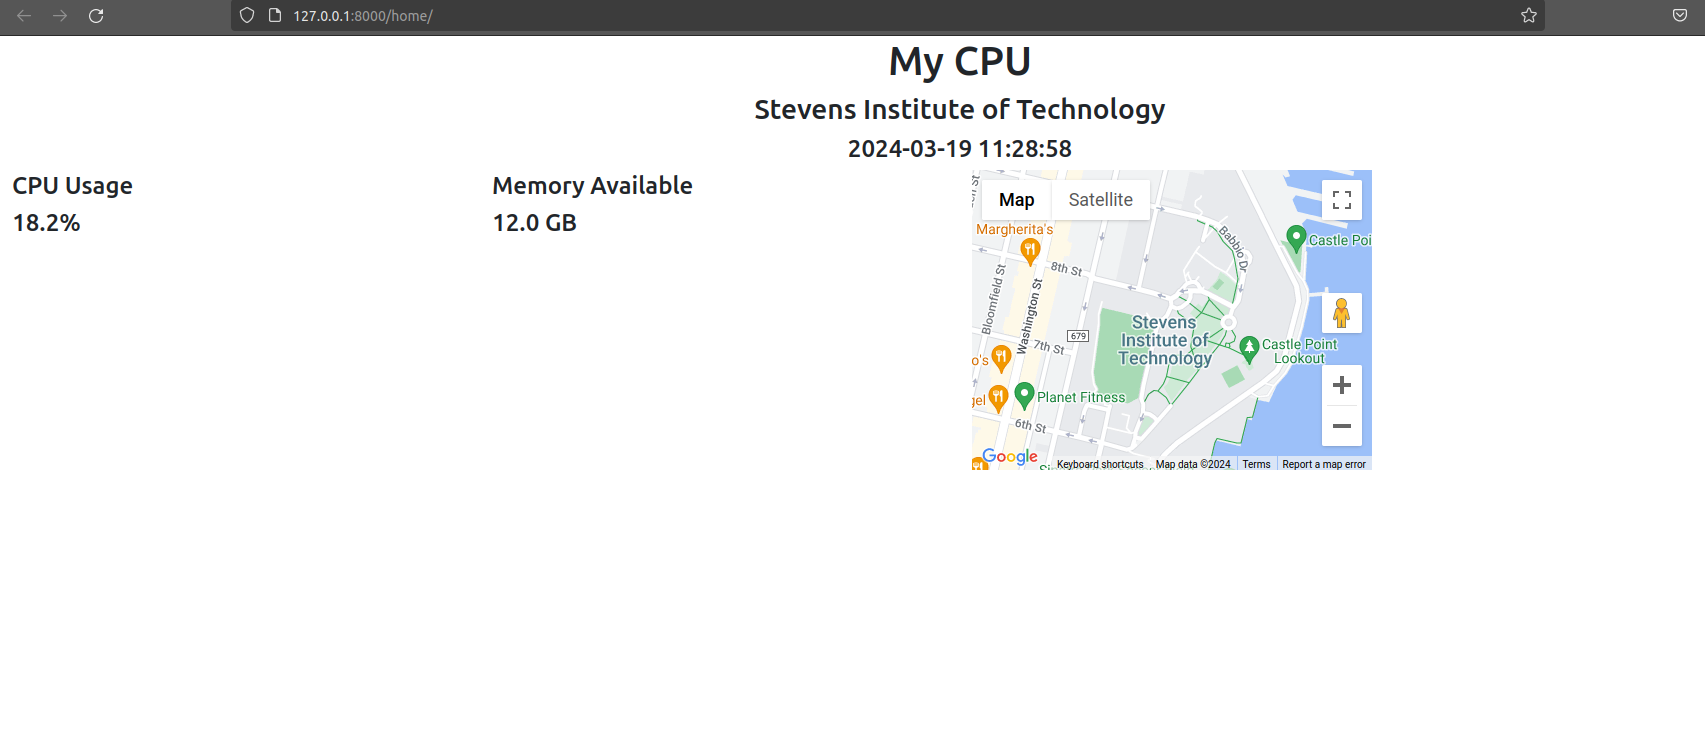 127.0.0.1:8000/home/
My CPU
Stevens Institute of Technology
2024-03-19 11:28:58
CPU Usage
18.2%
Memory Available
12.0 GB
Map
Satellite
Margherita's
8th St
Babbio Dr
Castle Poi
Bloomfield St
Washington St
679
7th St
Stevens
Institute of
Technology
Castle Point
Lookout
o's
gel
Planet Fitness
6th St
Google
Keyboard shortcuts
Map data ©2024
Terms
Report a map error